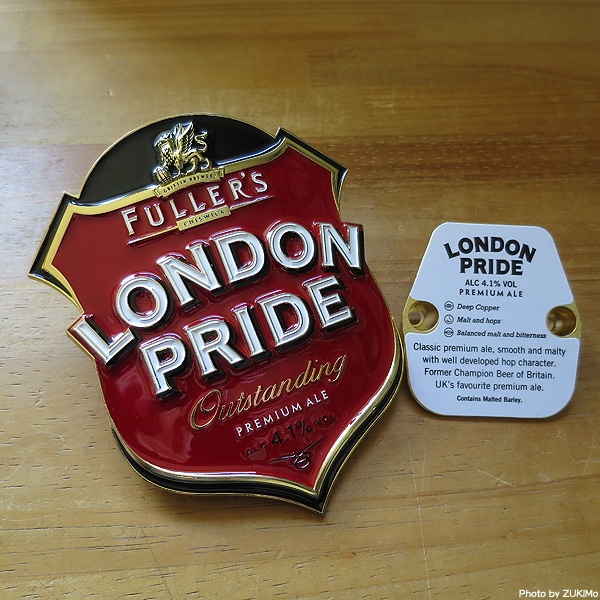 GRIFFIN BREWERY
FULLER'S
CHISWICK
LONDON
PRIDE
Outstanding
PREMIUM ALE
ALC 4.1% VOL
LONDON
PRIDE
ALC 4.1% VOL
PREMIUM ALE
Deep Copper
Malt and hops
Balanced malt and bitterness
Classic premium ale, smooth and malty
with well developed hop character.
Former Champion Beer of Britain.
UK's favourite premium ale.
Contains Malted Barley.
Photo by ZUKiMo